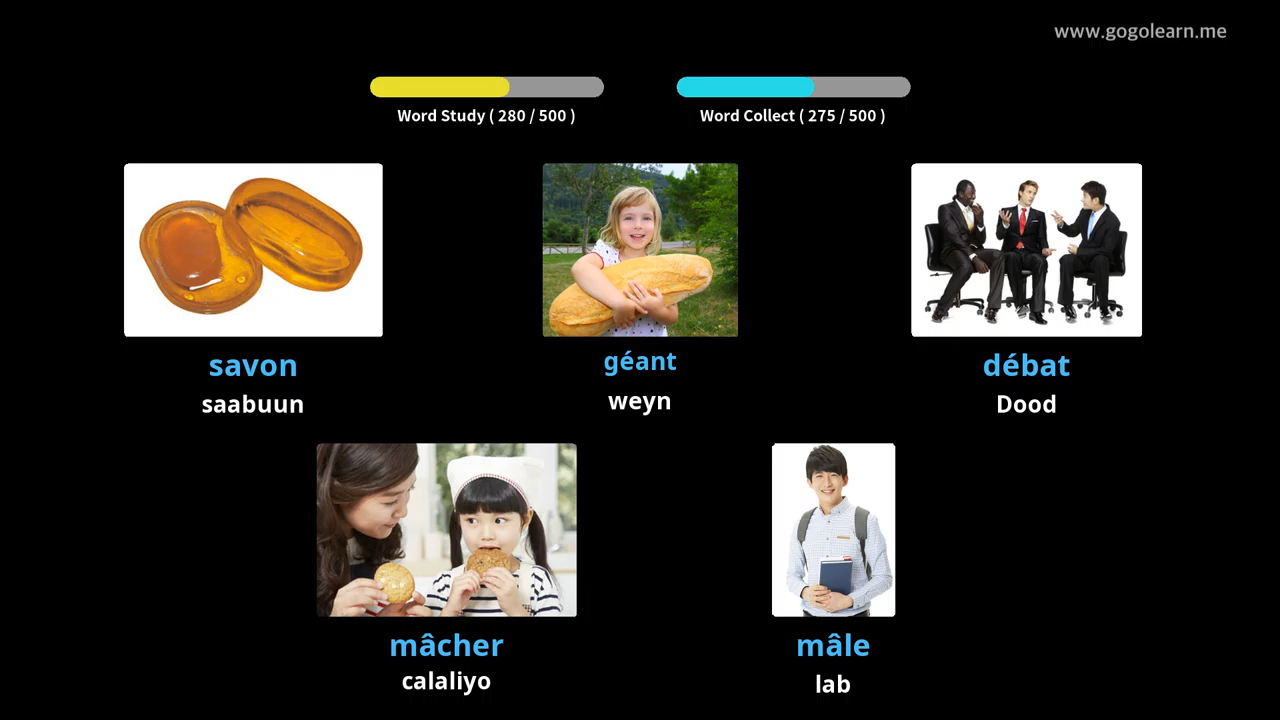 www.gogolearn.me
Word Study ( 280 / 500 )
Word Collect ( 275 / 500 )
savon
saabuun
géant
weyn
débat
Dood
mâcher
calaliyo
mâle
lab